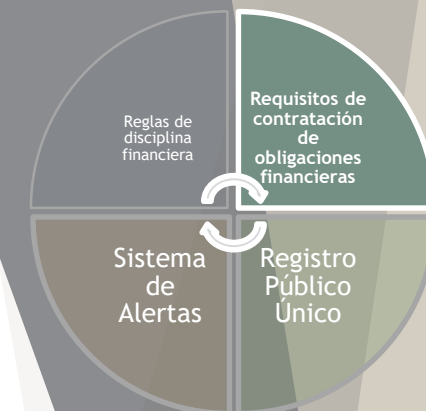 Reglas de
disciplina
financiera
Requisitos de
contratación
de
obligaciones
financieras
Sistema
de
Alertas
Registro
Público
Único